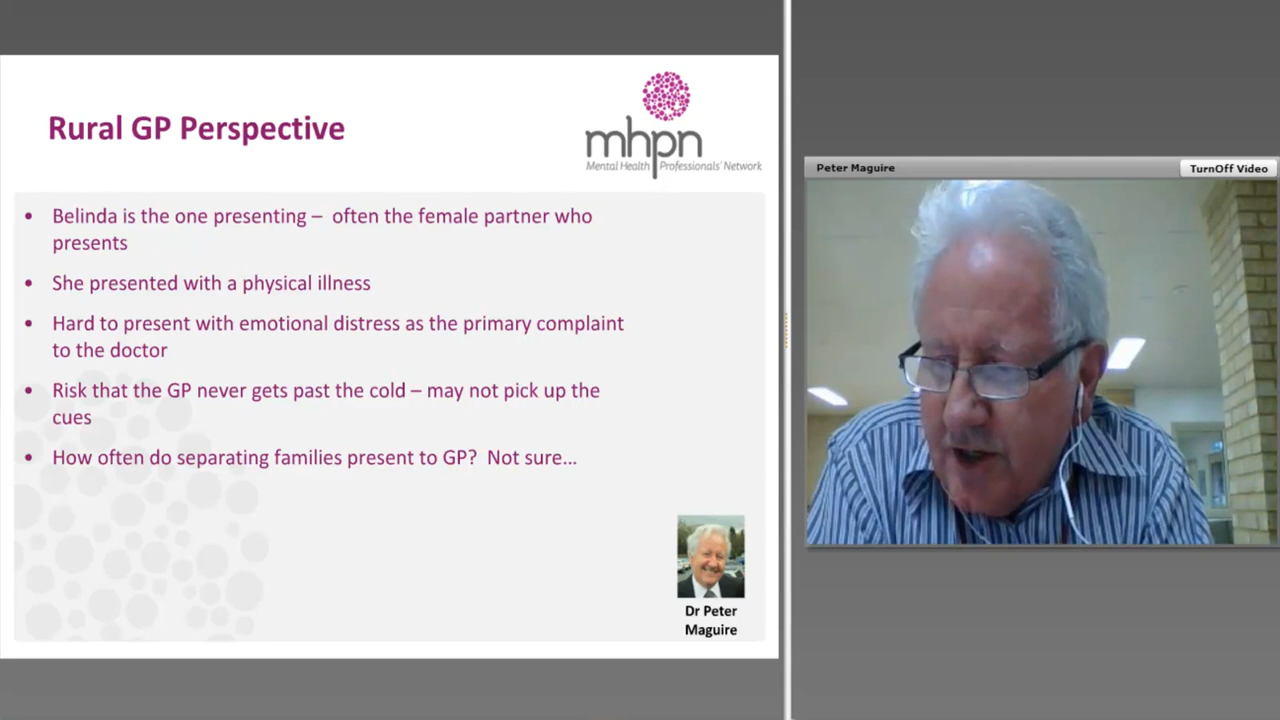 Rural GP Perspective
mhpn
Mental Health Professionals' Network
• Belinda is the one presenting – often the female partner who
presents
• She presented with a physical illness
• Hard to present with emotional distress as the primary complaint
to the doctor
• Risk that the GP never gets past the cold – may not pick up the
cues
• How often do separating families present to GP? Not sure...
Dr Peter
Maguire
Peter Maguire
TurnOff Video